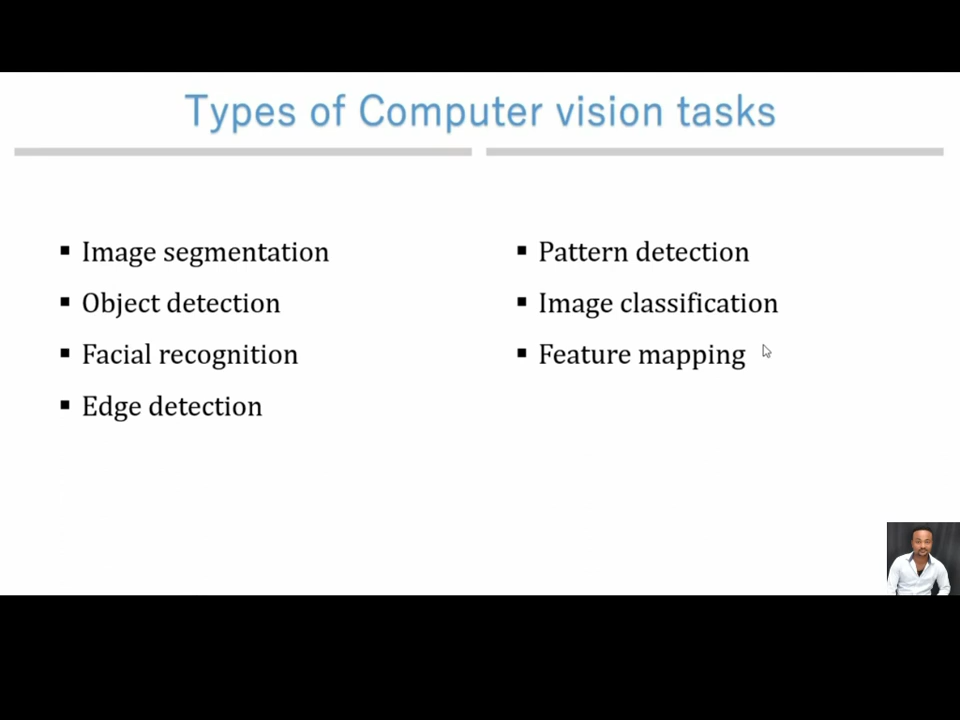 Types of Computer vision tasks
▪ Image segmentation
▪ Object detection
▪ Facial recognition
▪ Edge detection
▪ Pattern detection
▪ Image classification
▪ Feature mapping